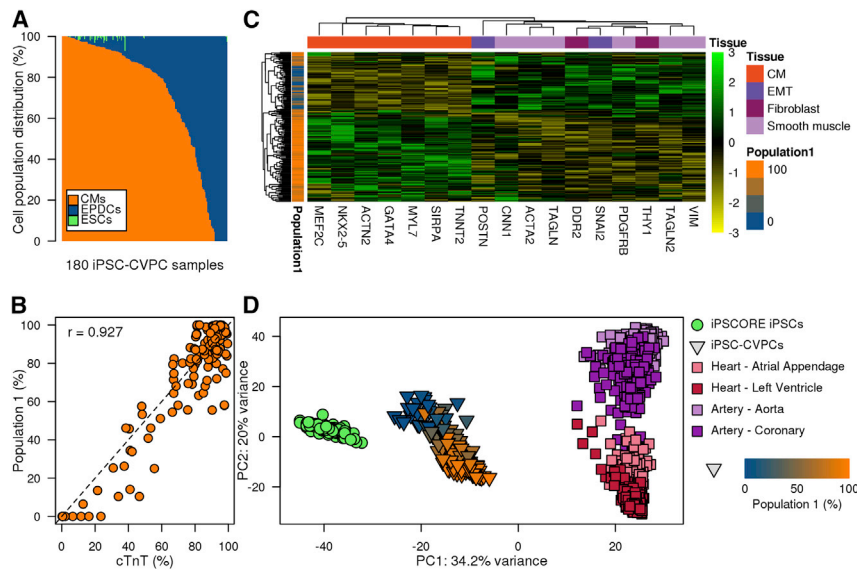 A
Cell population distribution (%)
100
80
60
40
20
0
CMs
EPDCs
ESCs
180 iPSC-CVPC samples
B
r = 0.927
Population 1 (%)
100
80
60
40
20
0
0 20 40 60 80 100
cTnT (%)
C
Tissue
3
2
1
0
-1
-2
-3
Tissue
CM
EMT
Fibroblast
Smooth muscle
Population1
100
0
Population1
MEF2C
NKX2-5
ACTN2
GATA4
MYL7
SIRPA
TNNT2
POSTN
CNN1
ACTA2
TAGLN
DDR2
SNAI2
PDGFRB
THY1
TAGLN2
VIM
D
PC2: 20% variance
40
20
0
-20
-40 -20 0 20
PC1: 34.2% variance
iPSCORE iPSCs
iPSC-CVPCs
Heart - Atrial Appendage
Heart - Left Ventricle
Artery - Aorta
Artery - Coronary
0 50 100
Population 1 (%)